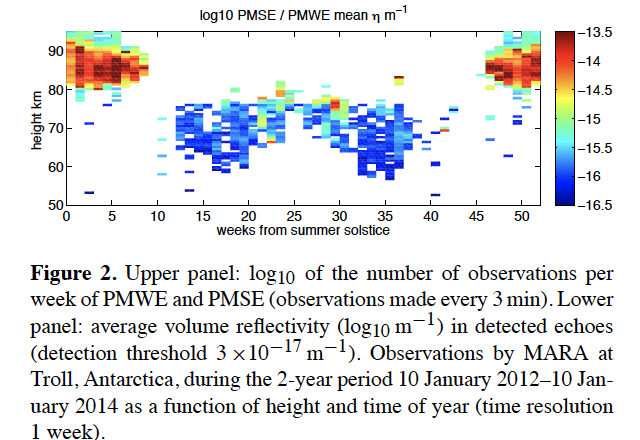 log10 PMSE / PMWE mean η m−1
height km
90
80
70
60
50
0 5 10 15 20 25 30 35 40 45 50
weeks from summer solstice
−13.5
−14
−14.5
−15
−15.5
−16
−16.5
Figure 2. Upper panel: log10 of the number of observations per
week of PMWE and PMSE (observations made every 3 min). Lower
panel: average volume reflectivity (log10 m−1) in detected echoes
(detection threshold 3 ×10−17 m−1). Observations by MARA at
Troll, Antarctica, during the 2-year period 10 January 2012–10 Jan-
uary 2014 as a function of height and time of year (time resolution
1 week).